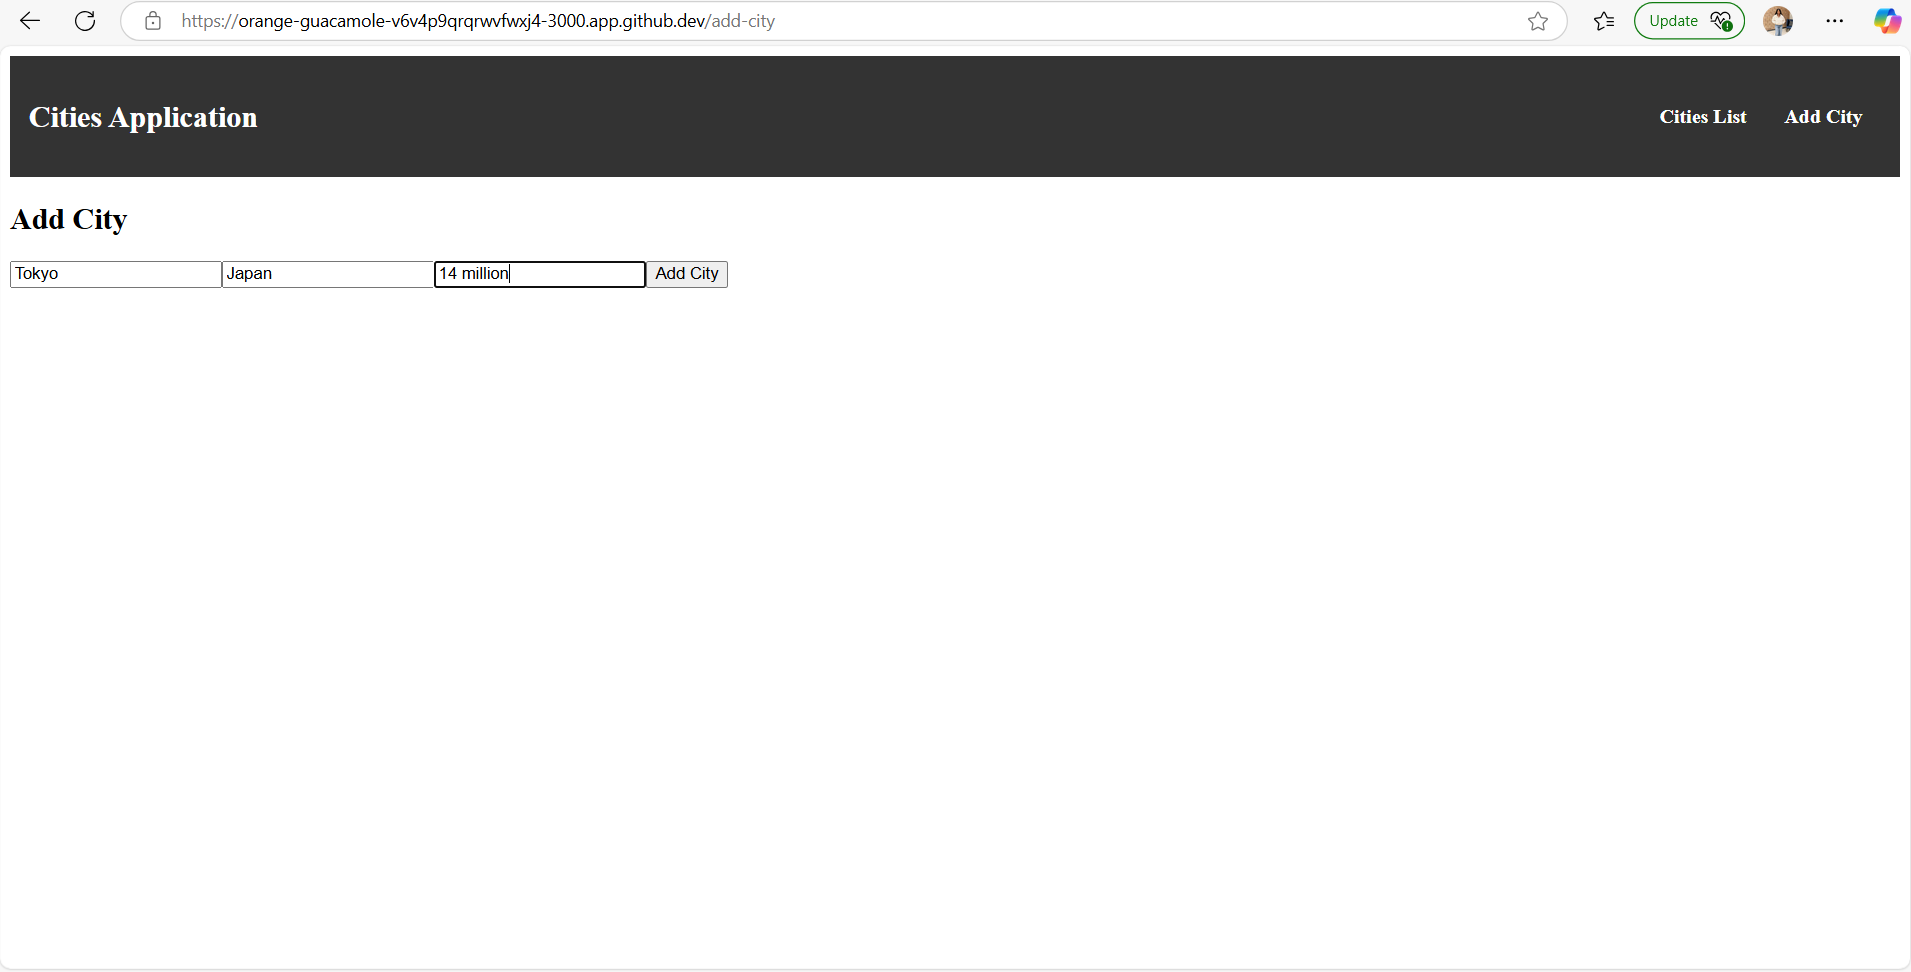 https://orange-guacamole-v6v4p9qrqrwvfwxj4-3000.app.github.dev/add-city Update
Cities Application Cities List Add City
Add City
Tokyo Japan 14 million Add City